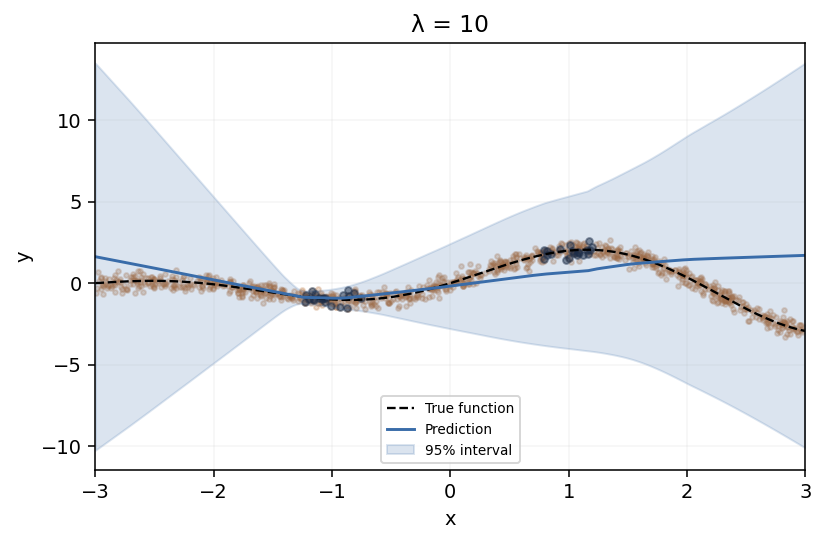 λ = 10
10
5
0
−5
−10
y
−3 −2 −1 0 1 2 3
x
True function
Prediction
95% interval